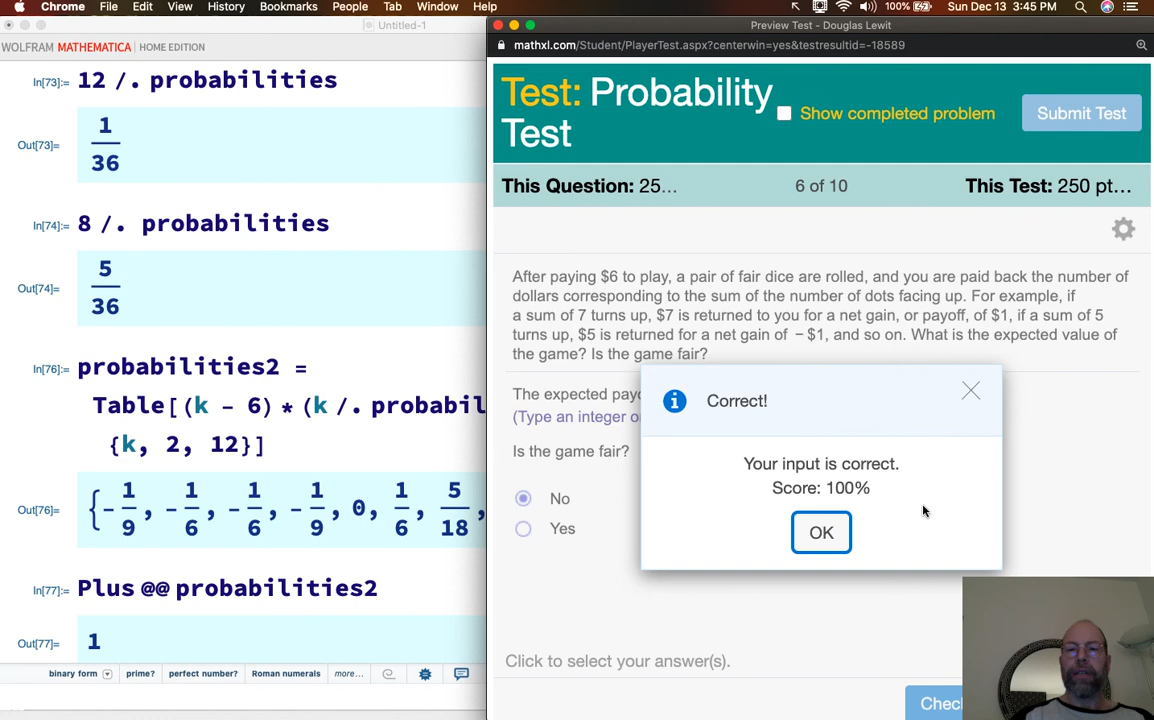 Chrome File Edit View History Bookmarks People Tab Window Help 100% Sun Dec 13 3:45 PM
Untitled-1
WOLFRAM MATHEMATICA HOME EDITION
In[73]:= 12 /. probabilities
Out[73]= 1
36
In[74]:= 8 /. probabilities
Out[74]= 5
36
In[76]:= probabilities2 =
Table[(k - 6) * (k /. probabil
{k, 2, 12}]
Out[76]= {-1/9, -1/6, -1/6, -1/9, 0, 1/6, 5/18,
In[77]:= Plus @@ probabilities2
Out[77]= 1
binary form prime? perfect number? Roman numerals more...
Preview Test - Douglas Lewit
mathxl.com/Student/PlayerTest.aspx?centerwin=yes&testresultid=-18589
Test: Probability
Test
Show completed problem
Submit Test
This Question: 25... 6 of 10 This Test: 250 pt...
After paying $6 to play, a pair of fair dice are rolled, and you are paid back the number of
dollars corresponding to the sum of the number of dots facing up. For example, if
a sum of 7 turns up, $7 is returned to you for a net gain, or payoff, of $1, if a sum of 5
turns up, $5 is returned for a net gain of − $1, and so on. What is the expected value of
the game? Is the game fair?
The expected payo
(Type an integer o
Is the game fair?
No
Yes
Correct!
Your input is correct.
Score: 100%
OK
Click to select your answer(s).
Chec